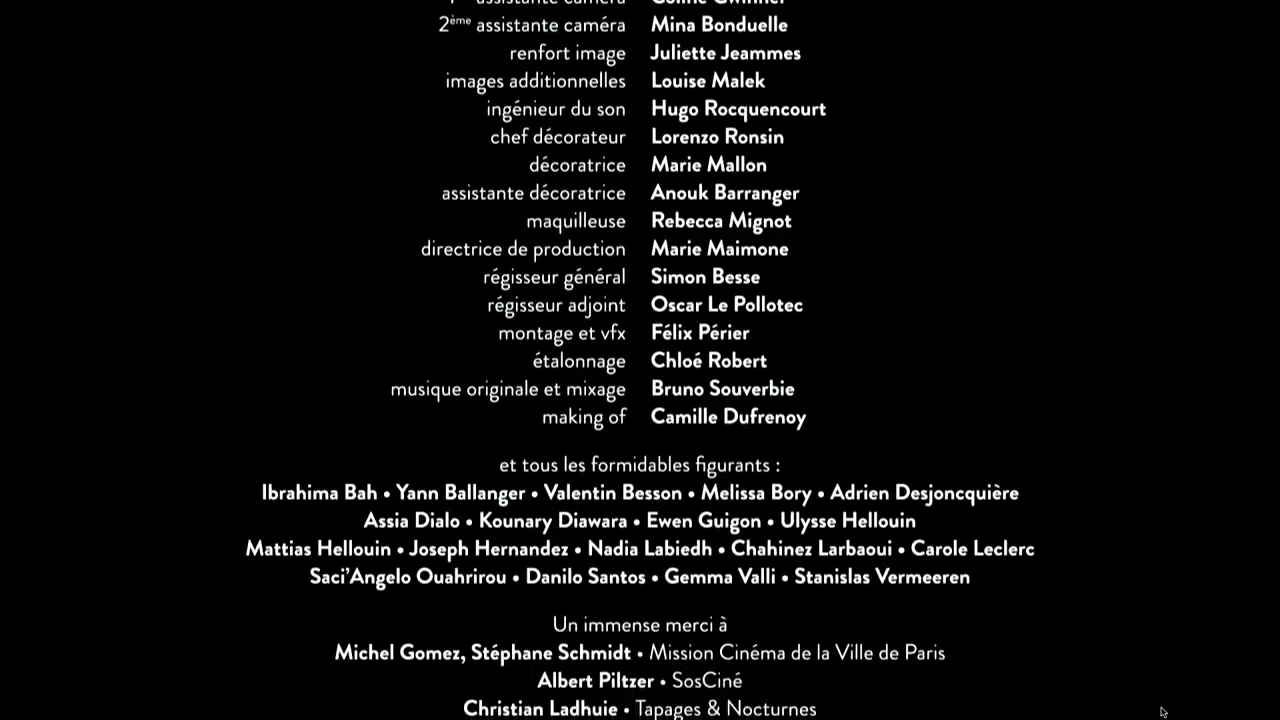 1ère assistante caméra Coline Gwinner
2ème assistante caméra Mina Bonduelle
renfort image Juliette Jeammes
images additionnelles Louise Malek
ingénieur du son Hugo Rocquencourt
chef décorateur Lorenzo Ronsin
décoratrice Marie Mallon
assistante décoratrice Anouk Barranger
maquilleuse Rebecca Mignot
directrice de production Marie Maimone
régisseur général Simon Besse
régisseur adjoint Oscar Le Pollotec
montage et vfx Félix Périer
étalonnage Chloé Robert
musique originale et mixage Bruno Souverbie
making of Camille Dufrenoy
et tous les formidables figurants :
Ibrahima Bah • Yann Ballanger • Valentin Besson • Melissa Bory • Adrien Desjoncquière
Assia Dialo • Kounary Diawara • Ewen Guigon • Ulysse Hellouin
Mattias Hellouin • Joseph Hernandez • Nadia Labiedh • Chahinez Larbaoui • Carole Leclerc
Saci’Angelo Ouahrirou • Danilo Santos • Gemma Valli • Stanislas Vermeeren
Un immense merci à
Michel Gomez, Stéphane Schmidt • Mission Cinéma de la Ville de Paris
Albert Piltzer • SosCiné
Christian Ladhuie • Tapages & Nocturnes